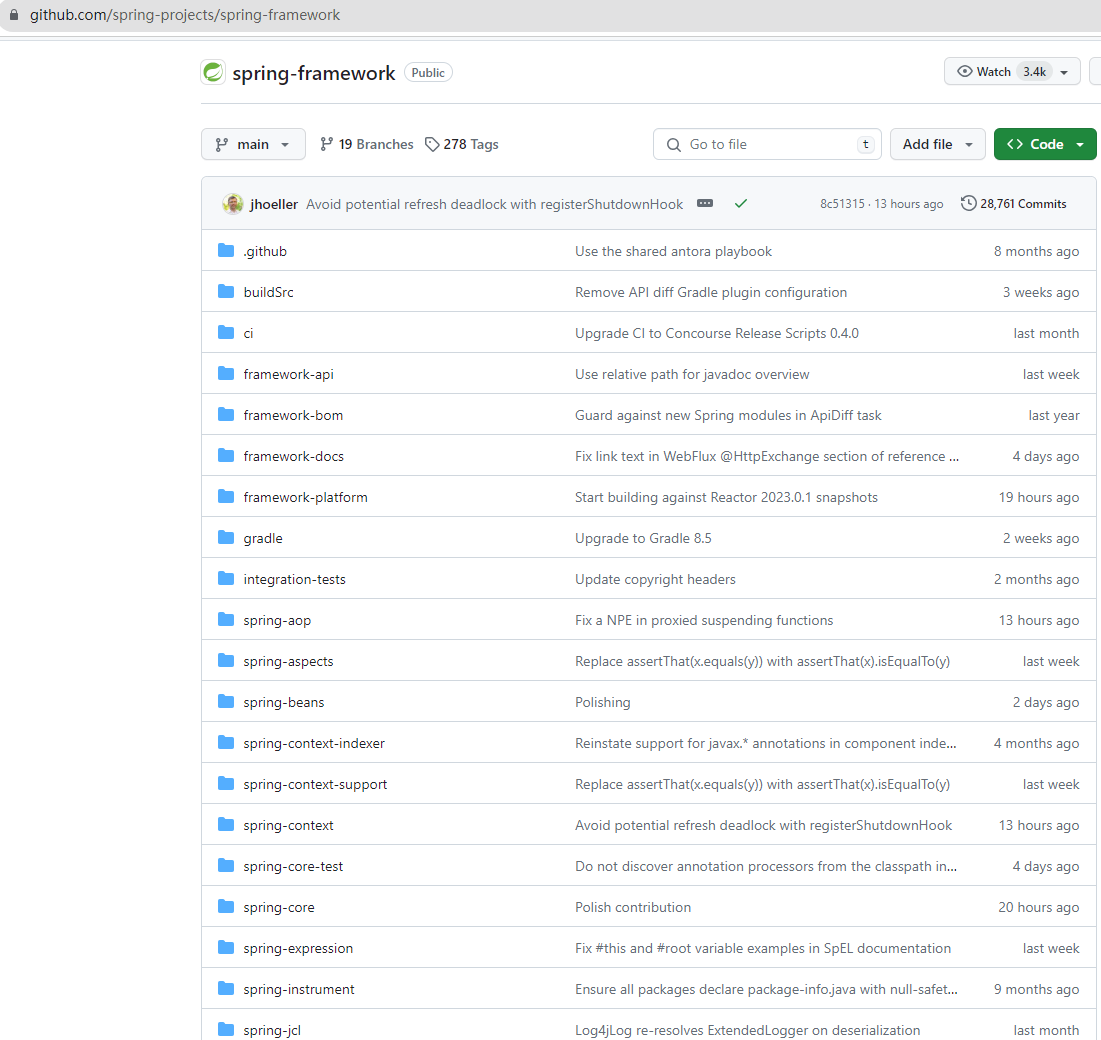 github.com/spring-projects/spring-framework
spring-framework Public Watch 3.4k
main 19 Branches 278 Tags Go to file t Add file <> Code
jhoeller Avoid potential refresh deadlock with registerShutdownHook 8c51315 · 13 hours ago 28,761 Commits
.github Use the shared antora playbook 8 months ago
buildSrc Remove API diff Gradle plugin configuration 3 weeks ago
ci Upgrade CI to Concourse Release Scripts 0.4.0 last month
framework-api Use relative path for javadoc overview last week
framework-bom Guard against new Spring modules in ApiDiff task last year
framework-docs Fix link text in WebFlux @HttpExchange section of reference ... 4 days ago
framework-platform Start building against Reactor 2023.0.1 snapshots 19 hours ago
gradle Upgrade to Gradle 8.5 2 weeks ago
integration-tests Update copyright headers 2 months ago
spring-aop Fix a NPE in proxied suspending functions 13 hours ago
spring-aspects Replace assertThat(x.equals(y)) with assertThat(x).isEqualTo(y) last week
spring-beans Polishing 2 days ago
spring-context-indexer Reinstate support for javax.* annotations in component inde... 4 months ago
spring-context-support Replace assertThat(x.equals(y)) with assertThat(x).isEqualTo(y) last week
spring-context Avoid potential refresh deadlock with registerShutdownHook 13 hours ago
spring-core-test Do not discover annotation processors from the classpath in... 4 days ago
spring-core Polish contribution 20 hours ago
spring-expression Fix #this and #root variable examples in SpEL documentation last week
spring-instrument Ensure all packages declare package-info.java with null-safet... 9 months ago
spring-jcl Log4jLog re-resolves ExtendedLogger on deserialization last month